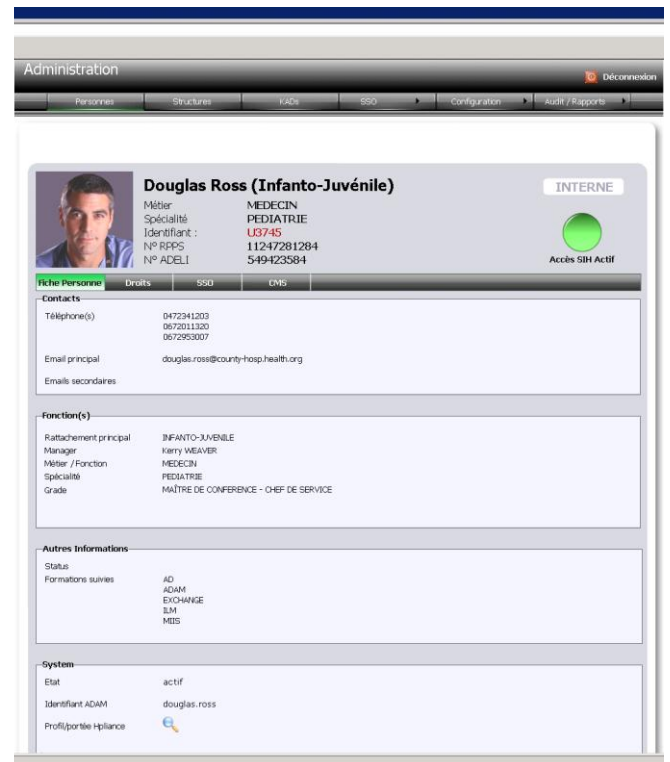 Administration
Déconnexion
Personnes Structures KADs SSO Configuration Audit / Rapports
Douglas Ross (Infanto-Juvénile)
INTERNE
Métier MEDECIN
Spécialité PEDIATRIE
Identifiant : U3745
N° RPPS 11247281284
N° ADELI 549423584
Accès SIH Actif
Fiche Personne Droits SSO CMS
Contacts
Téléphone(s) 0472341203
0672011320
0672953007
Email principal douglas.ross@county-hosp.health.org
Emails secondaires
Fonction(s)
Rattachement principal INFANTO-JUVENILE
Manager Kerry WEAVER
Métier / Fonction MEDECIN
Spécialité PEDIATRIE
Grade MAÎTRE DE CONFERENCE - CHEF DE SERVICE
Autres Informations
Status
Formations suivies AD
ADAM
EXCHANGE
ILM
MIIS
System
Etat actif
Identifiant ADAM douglas.ross
Profil/portée Hpliance